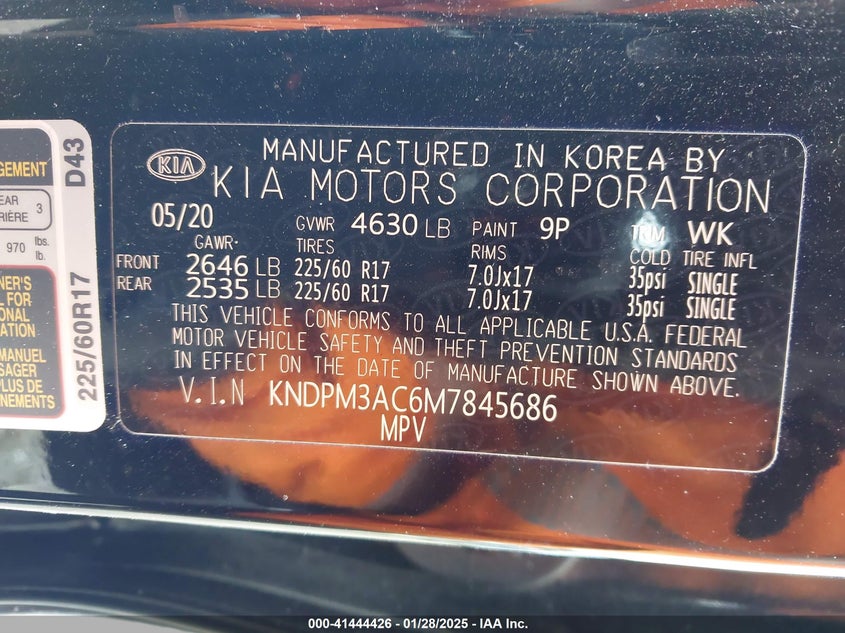 GEMENT
EAR
RIÈRE 3
970 lbs. lb.
NER'S
L FOR
ONAL
ATION
MANUEL
SAGER
PLUS DE
NEMENTS
225/60R17 D43
KIA
MANUFACTURED IN KOREA BY
KIA MOTORS CORPORATION
05/20 GVWR 4630 LB PAINT 9P TRIM WK
GAWR- TIRES RIMS COLD TIRE INFL
FRONT 2646 LB 225/60 R17 7.0Jx17 35psi SINGLE
REAR 2535 LB 225/60 R17 7.0Jx17 35psi SINGLE
THIS VEHICLE CONFORMS TO ALL APPLICABLE U.S.A. FEDERAL
MOTOR VEHICLE SAFETY AND THEFT PREVENTION STANDARDS
IN EFFECT ON THE DATE OF MANUFACTURE SHOWN ABOVE.
V.I.N KNDPM3AC6M7845686
MPV
000-41444426 - 01/28/2025 - IAA Inc.